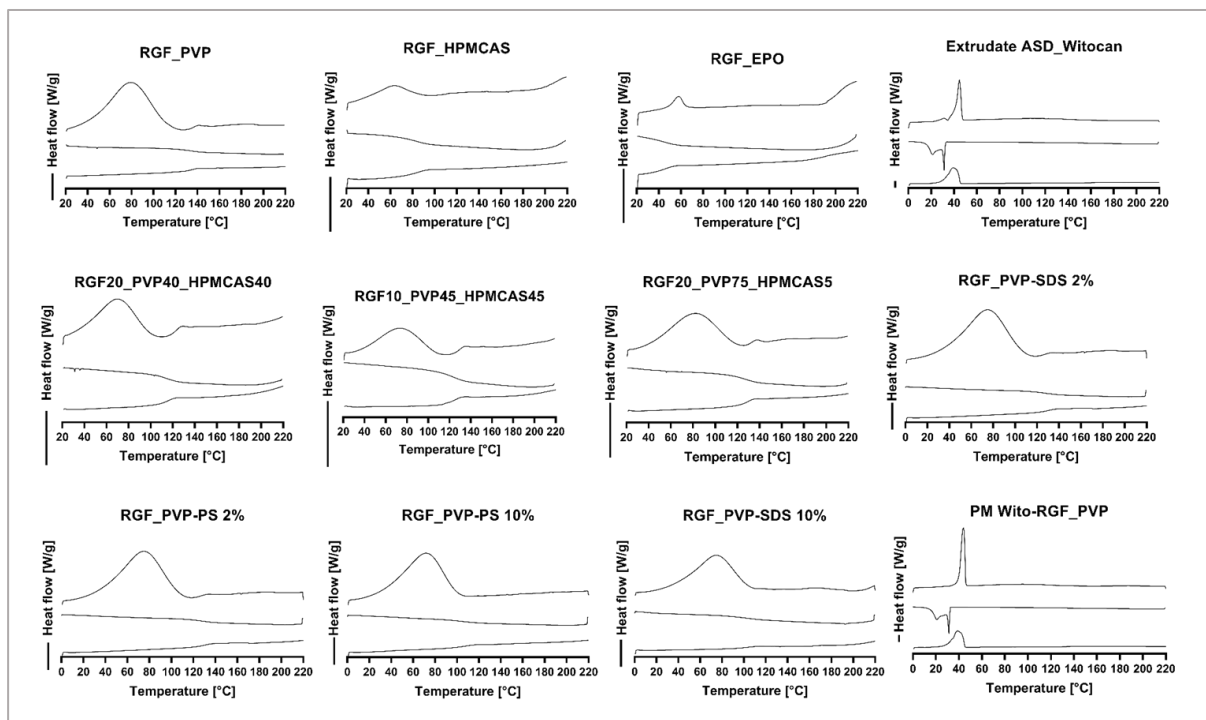 RGF_PVP
Heat flow [W/g]
20 40 60 80 100 120 140 160 180 200 220
Temperature [°C]
RGF_HPMCAS
Heat flow [W/g]
20 40 60 80 100 120 140 160 180 200 220
Temperature [°C]
RGF_EPO
Heat flow [W/g]
20 40 60 80 100 120 140 160 180 200 220
Temperature [°C]
Extrudate ASD_Witocan
Heat flow [W/g]
0 20 40 60 80 100 120 140 160 180 200 220
Temperature [°C]
RGF20_PVP40_HPMCAS40
Heat flow [W/g]
20 40 60 80 100 120 140 160 180 200 220
Temperature [°C]
RGF10_PVP45_HPMCAS45
Heat flow [W/g]
20 40 60 80 100 120 140 160 180 200 220
Temperature [°C]
RGF20_PVP75_HPMCAS5
Heat flow [W/g]
20 40 60 80 100 120 140 160 180 200 220
Temperature [°C]
RGF_PVP-SDS 2%
Heat flow [W/g]
0 20 40 60 80 100 120 140 160 180 200 220
Temperature [°C]
RGF_PVP-PS 2%
Heat flow [W/g]
0 20 40 60 80 100 120 140 160 180 200 220
Temperature [°C]
RGF_PVP-PS 10%
Heat flow [W/g]
0 20 40 60 80 100 120 140 160 180 200 220
Temperature [°C]
RGF_PVP-SDS 10%
Heat flow [W/g]
0 20 40 60 80 100 120 140 160 180 200 220
Temperature [°C]
PM Wito-RGF_PVP
Heat flow [W/g]
0 20 40 60 80 100 120 140 160 180 200 220
Temperature [°C]